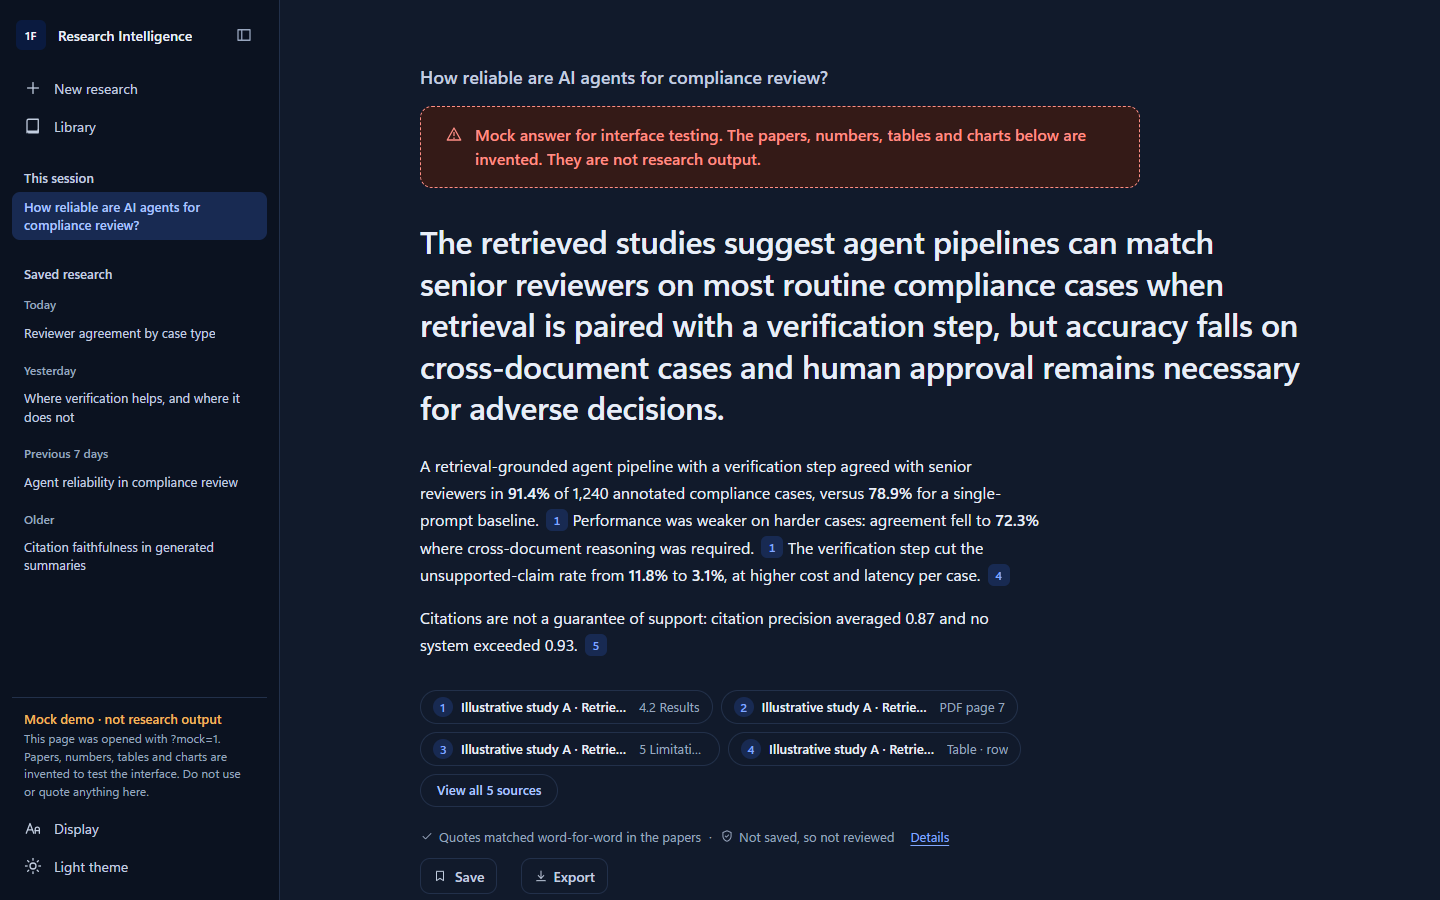 1F
Research Intelligence
New research
Library
This session
How reliable are AI agents for
compliance review?
Saved research
Today
Reviewer agreement by case type
Yesterday
Where verification helps, and where it
does not
Previous 7 days
Agent reliability in compliance review
Older
Citation faithfulness in generated
summaries
Mock demo · not research output
This page was opened with ?mock=1.
Papers, numbers, tables and charts are
invented to test the interface. Do not use
or quote anything here.
Display
Light theme
How reliable are AI agents for compliance review?
Mock answer for interface testing. The papers, numbers, tables and charts below are
invented. They are not research output.
The retrieved studies suggest agent pipelines can match
senior reviewers on most routine compliance cases when
retrieval is paired with a verification step, but accuracy falls on
cross-document cases and human approval remains necessary
for adverse decisions.
A retrieval-grounded agent pipeline with a verification step agreed with senior
reviewers in 91.4% of 1,240 annotated compliance cases, versus 78.9% for a single-
prompt baseline. 1 Performance was weaker on harder cases: agreement fell to 72.3%
where cross-document reasoning was required. 1 The verification step cut the
unsupported-claim rate from 11.8% to 3.1%, at higher cost and latency per case. 4
Citations are not a guarantee of support: citation precision averaged 0.87 and no
system exceeded 0.93. 5
1 Illustrative study A · Retrie... 4.2 Results
2 Illustrative study A · Retrie... PDF page 7
3 Illustrative study A · Retrie... 5 Limitati...
4 Illustrative study A · Retrie... Table · row
View all 5 sources
Quotes matched word-for-word in the papers · Not saved, so not reviewed Details
Save
Export
Aa